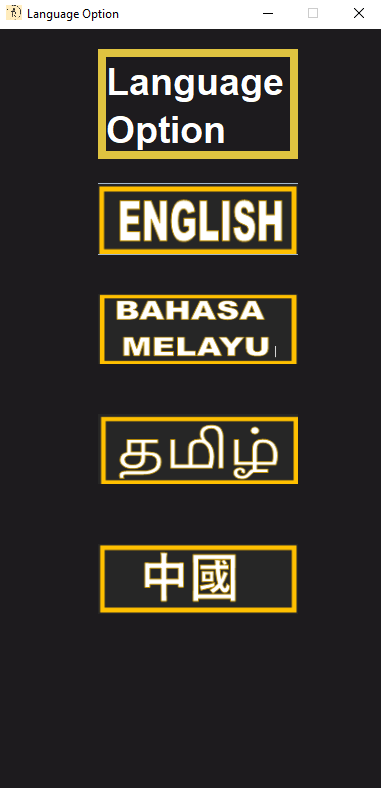 Language Option
Language
Option
ENGLISH
BAHASA
MELAYU
தமிழ்
中國